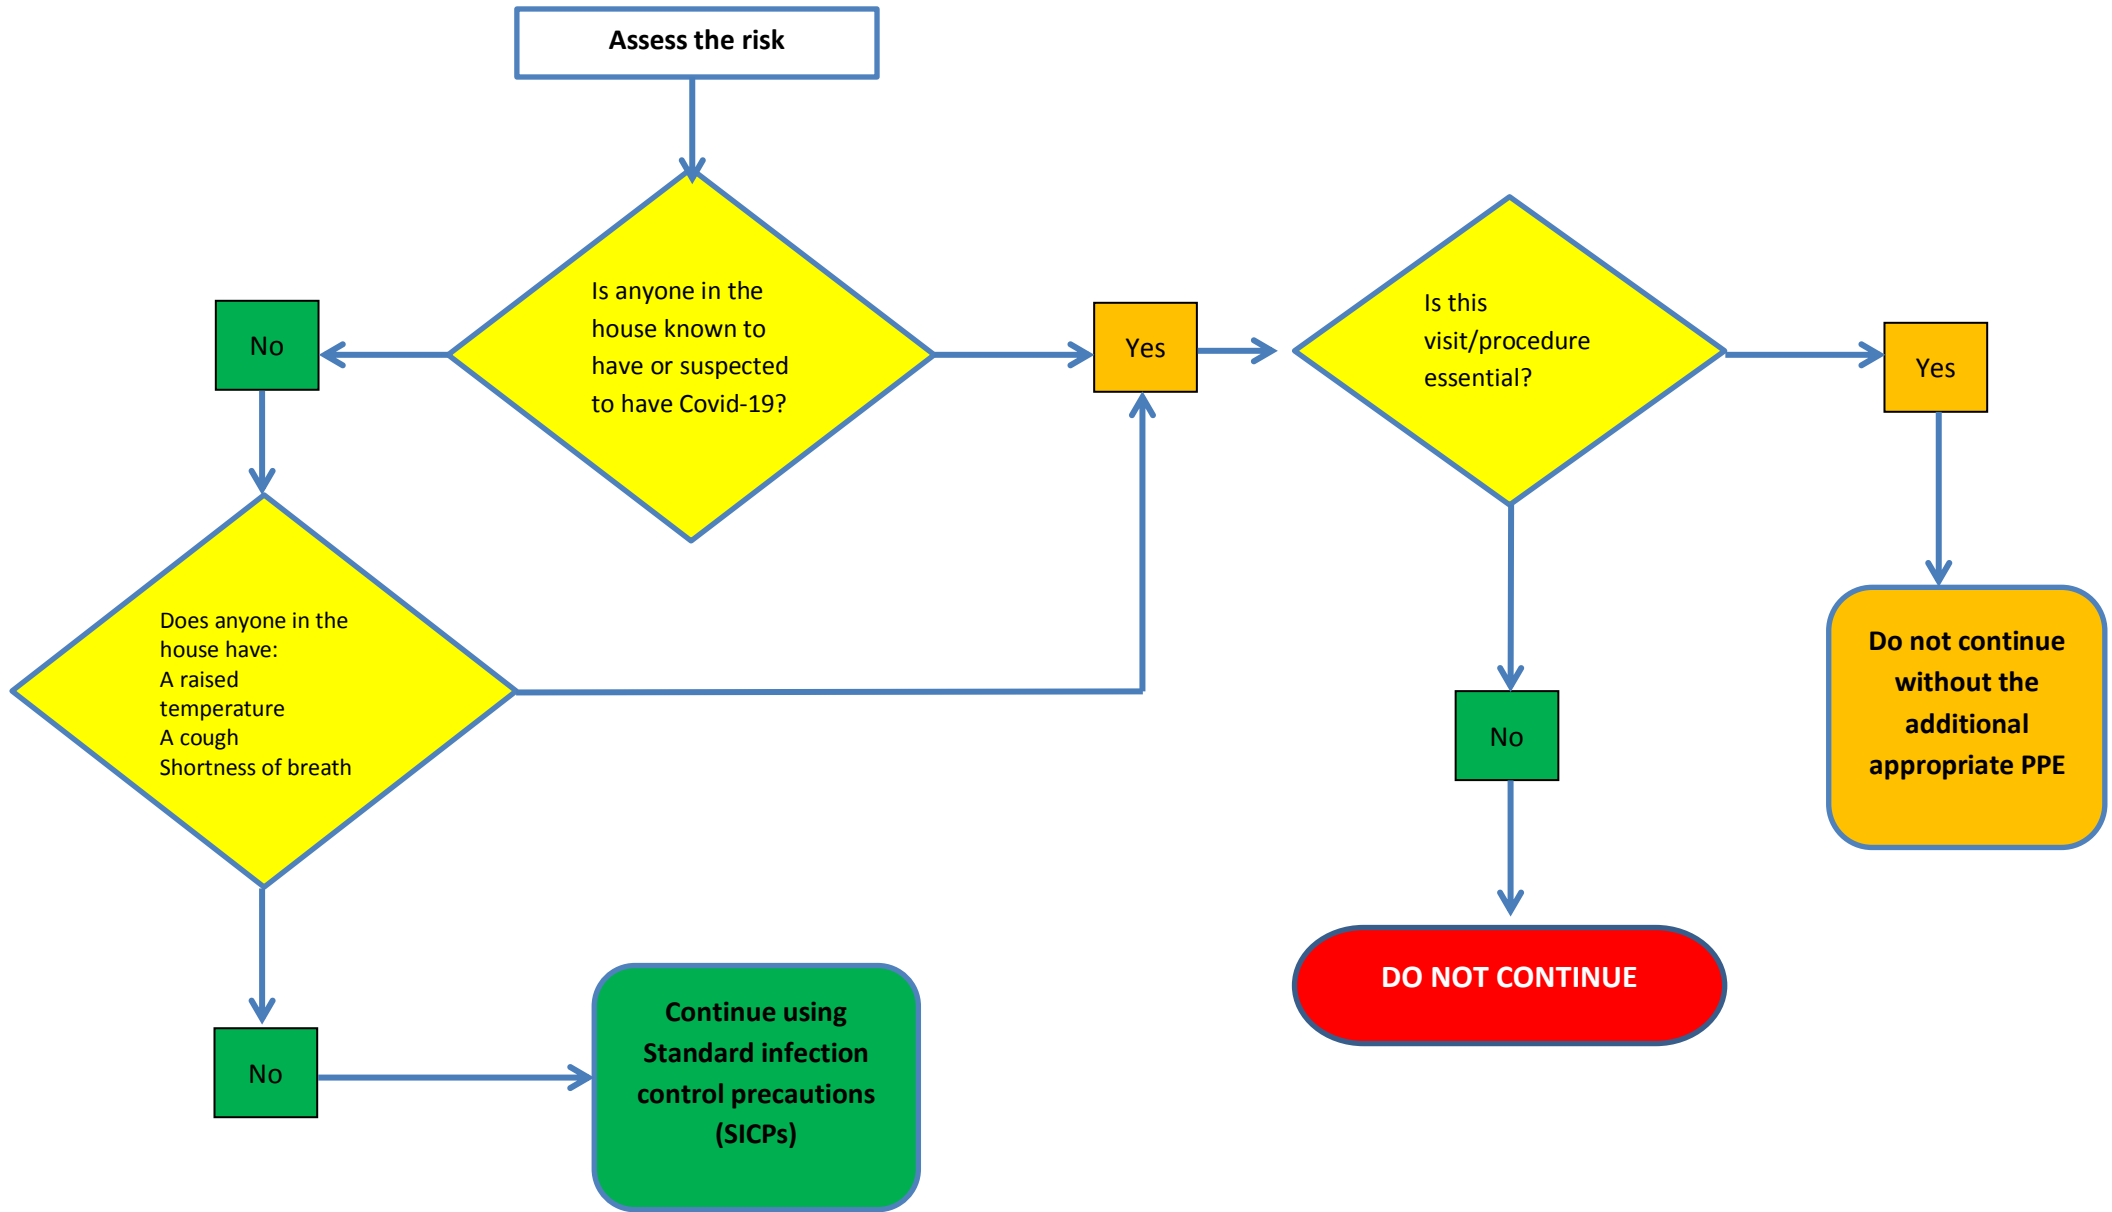 Assess the risk
Is anyone in the
house known to
have or suspected
to have Covid-19?
No
Yes
Is this
visit/procedure
essential?
Yes
Does anyone in the
house have:
A raised
temperature
A cough
Shortness of breath
No
Do not continue
without the
additional
appropriate PPE
DO NOT CONTINUE
No
Continue using
Standard infection
control precautions
(SICPs)